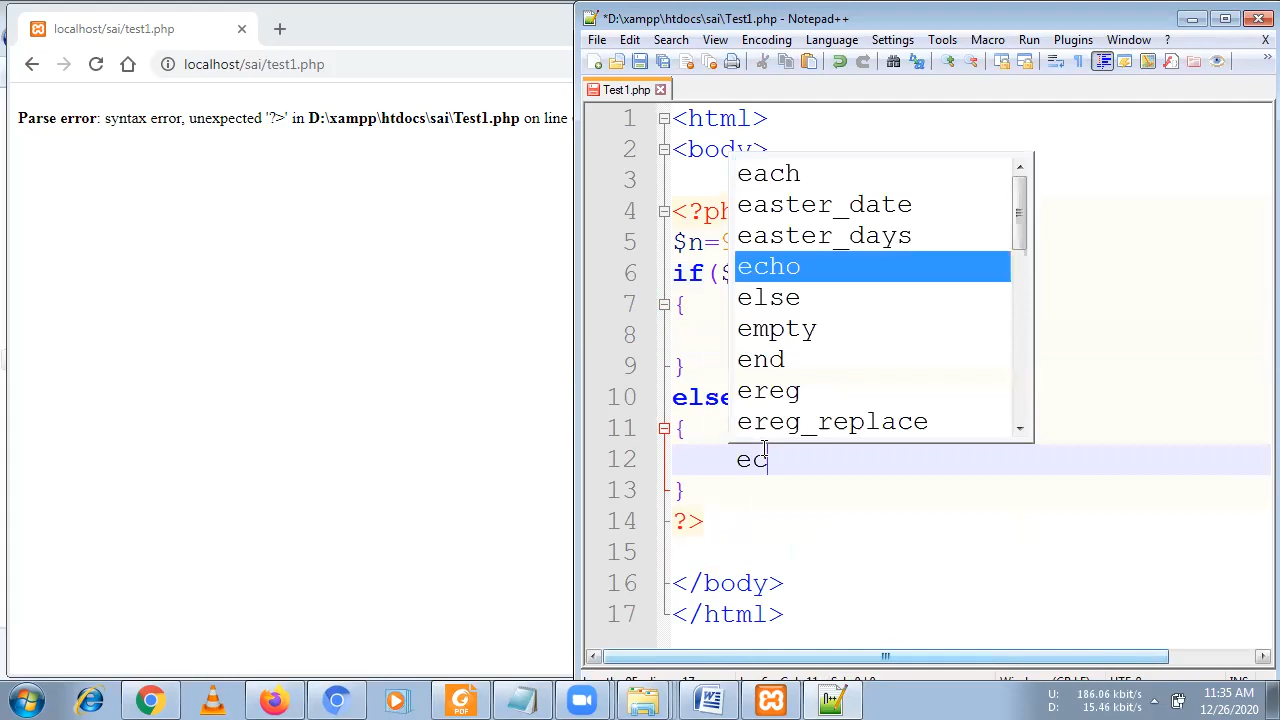 localhost/sai/test1.php
localhost/sai/test1.php
Parse error: syntax error, unexpected '?>' in D:\xampp\htdocs\sai\Test1.php on line
*D:\xampp\htdocs\sai\Test1.php - Notepad++
File Edit Search View Encoding Language Settings Tools Macro Run Plugins Window ? X
Test1.php
1 <html>
2 <body>
3
4 <?ph
5 $n=
6 if($
7 {
8
9 }
10 else
11 {
12 ec
13 }
14 ?>
15
16 </body>
17 </html>
each
easter_date
easter_days
echo
else
empty
end
ereg
ereg_replace
PDF
U: 186.06 kbit/s
D: 15.46 kbit/s
11:35 AM
12/26/2020